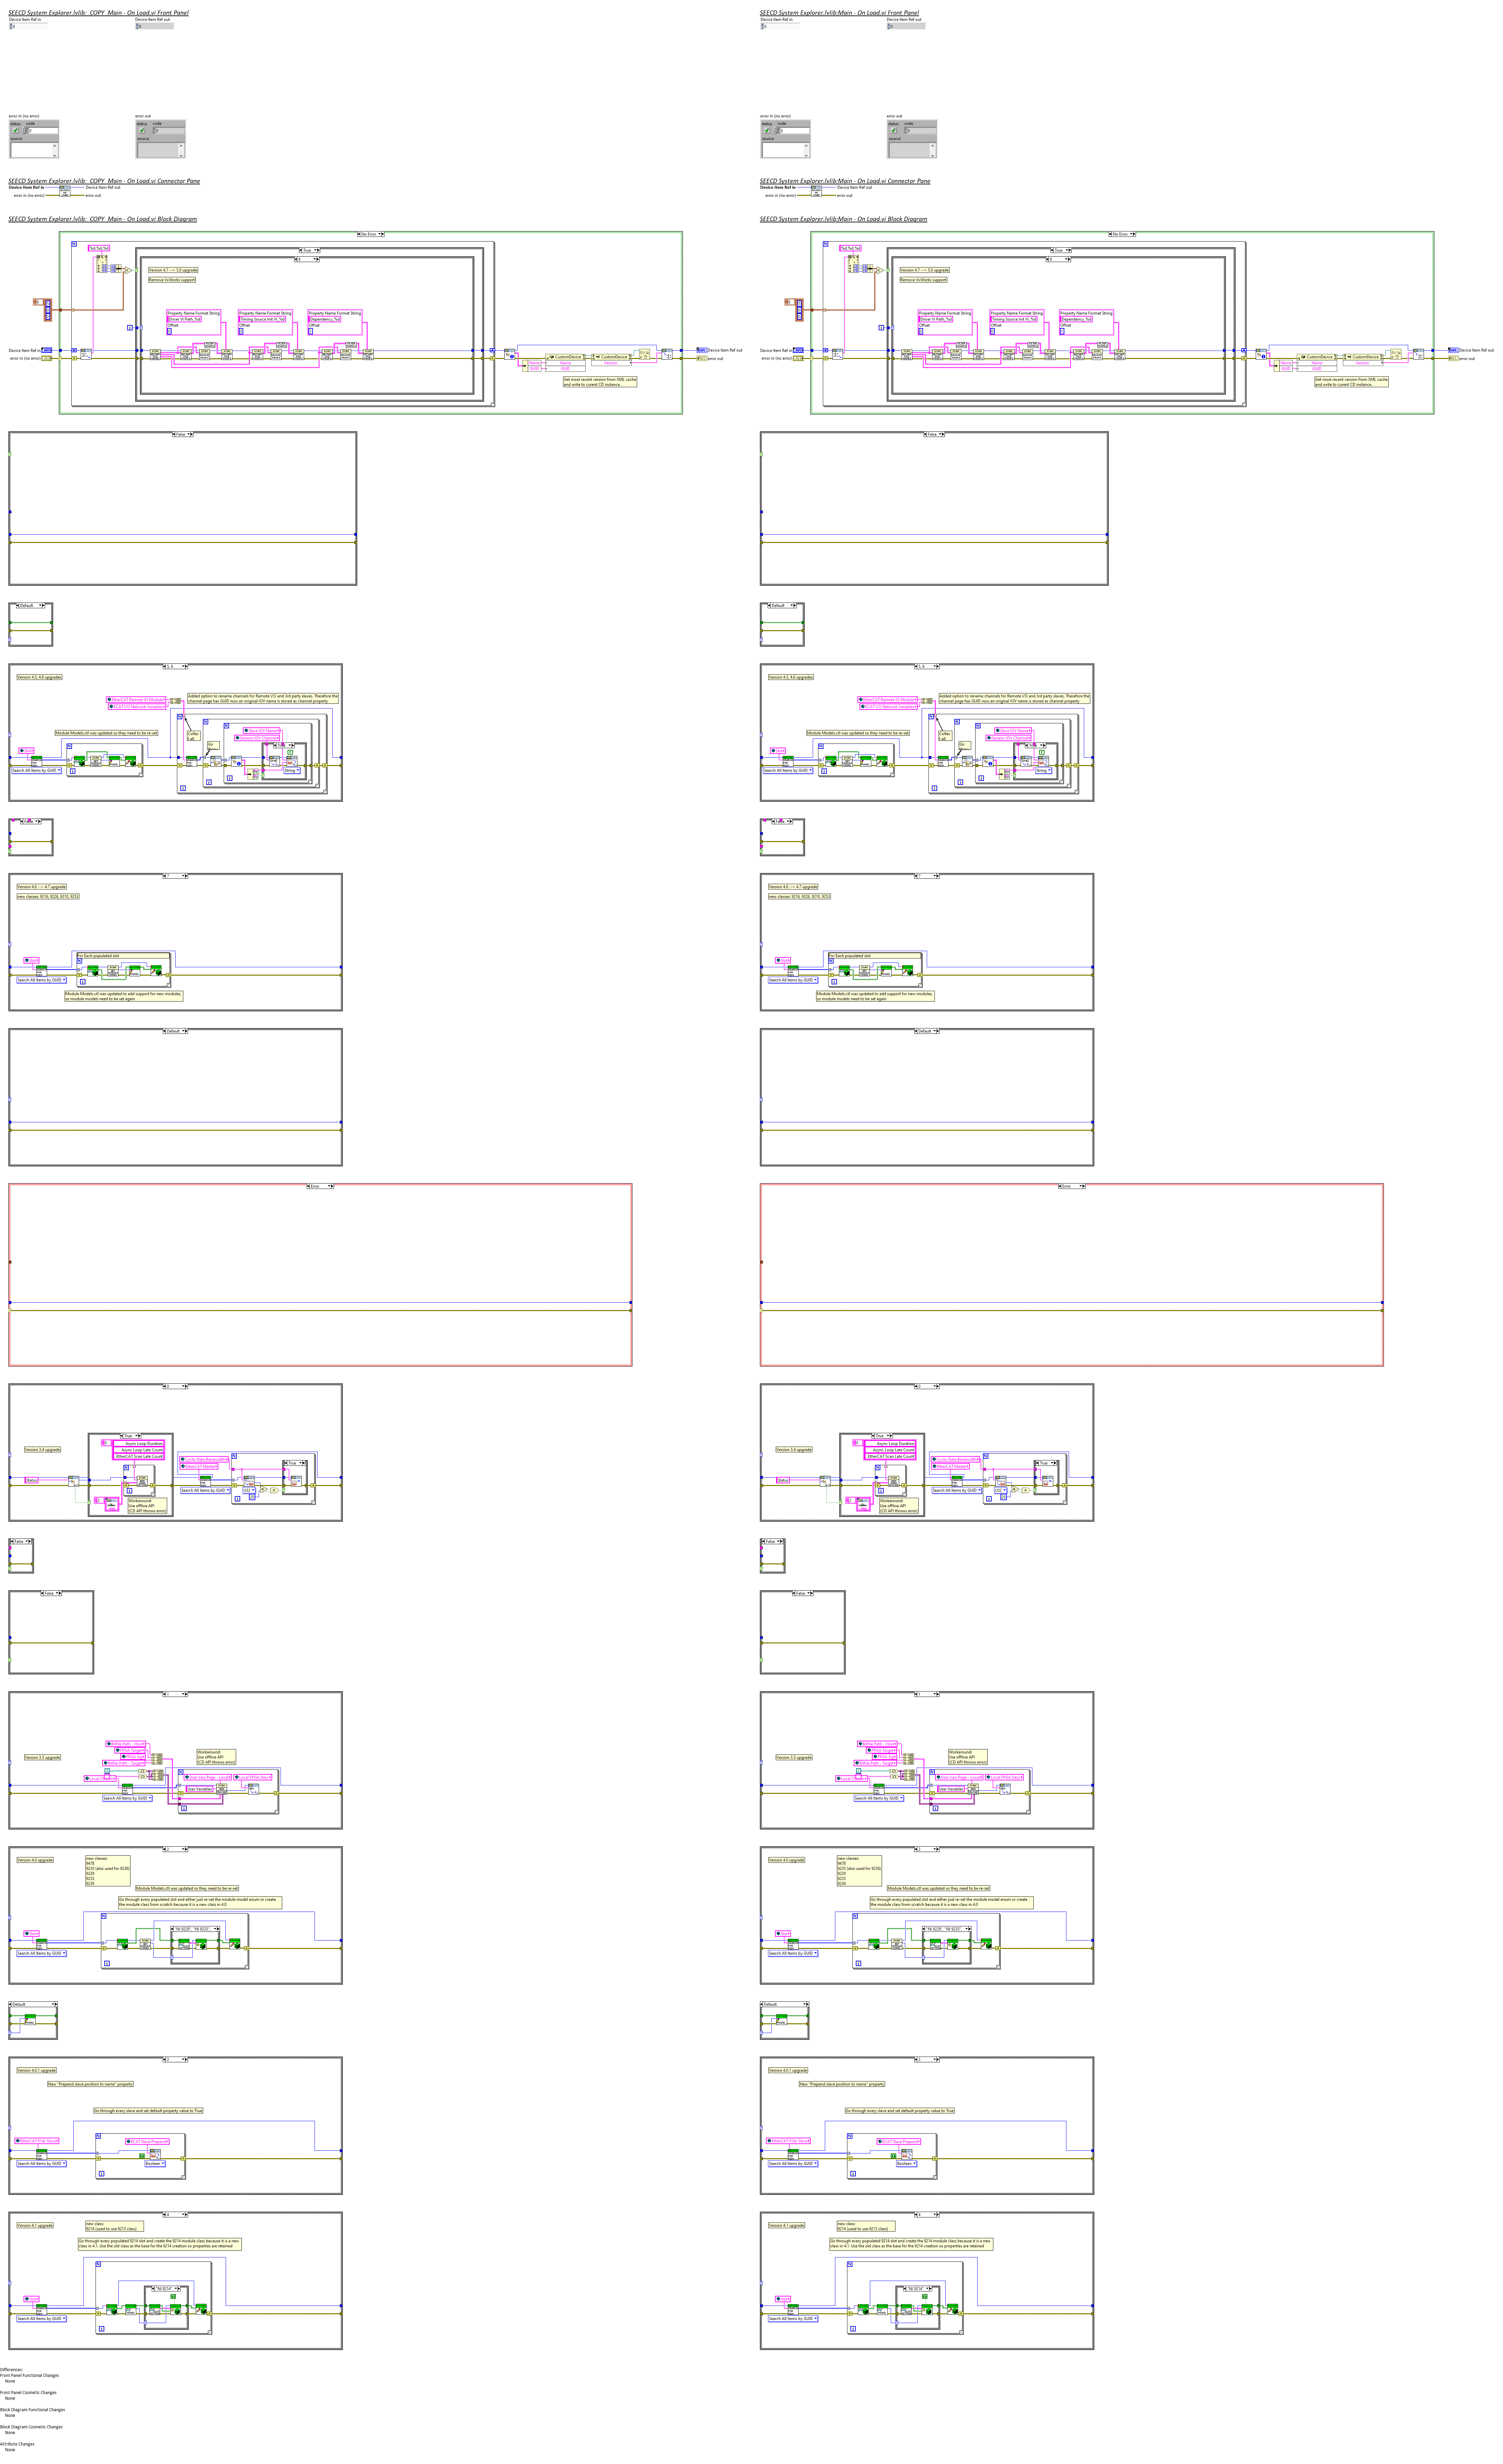 SEECD System Explorer.lvlib:_COPY_Main - On Load.vi Front Panel
Device Item Ref in
Device Item Ref out
error in (no error)
error out
status code
source
status code
source
SEECD System Explorer.lvlib:_COPY_Main - On Load.vi Connector Pane
Device Item Ref in
Device Item Ref out
error in (no error)
error out
SEECD System Explorer.lvlib:_COPY_Main - On Load.vi Block Diagram
No Error
True
Version 4.7 --> 5.0 upgrade
Remove VxWorks support
Property Name Format String
Driver VI Path_%d
Offset
Property Name Format String
Timing Source Init VI_%d
Offset
Property Name Format String
Dependency_%d
Offset
Device Item Ref in
error in (no error)
CustomDevice
Name
GUID
CustomDevice
Version
Device Item Ref out
error out
Get most recent version from XML cache
and write to curent CD instance.
False
Default
5, 6
Version 4.5, 4.6 upgrades
Added option to rename channels for Remote I/O and 3rd party slaves. Therefore the
channel page has GUID now an original IOV name is stored as channel property
Module Models.ctl was updated so they need to be re-set
Search All Items by GUID
String
False
7
Version 4.6 --> 4.7 upgrade
new classes: 9216, 9226, 9210, 9253
For Each populated slot
Search All Items by GUID
Module Models.ctl was updated to add support for new modules,
so module models need to be set again
Default
Error
0
Version 3.4 upgrade
True
Async Loop Duration
Async Loop Late Count
EtherCAT Scan Late Count
Status
Workaround:
Use offline API
(CD API throws error)
Search All Items by GUID
True
False
False
1
Version 3.5 upgrade
Workaround:
Use offline API
(CD API throws error)
User Variables
Search All Items by GUID
2
Version 4.0 upgrade
new classes:
9478
9235 (also used for 9236)
9229
9233
9239
Module Models.ctl was updated so they need to be re-set
Go through every populated slot and either just re-set the module model enum or create
the module class from scratch because it is a new class in 4.0
"NI 9229", "NI 9233",
Search All Items by GUID
Default
3
Version 4.0.1 upgrade
New "Prepend slave position to name" property
Go through every slave and set default property value to True
Search All Items by GUID
Boolean
4
Version 4.1 upgrade
new class:
9214 (used to use 9213 class)
Go through every populated 9214 slot and create the 9214 module class because it is a new
class in 4.1. Use the old class as the base for the 9214 creation so properties are retained
"NI 9214"
Search All Items by GUID
SEECD System Explorer.lvlib:Main - On Load.vi Front Panel
Device Item Ref in
Device Item Ref out
error in (no error)
error out
status code
source
status code
source
SEECD System Explorer.lvlib:Main - On Load.vi Connector Pane
Device Item Ref in
Device Item Ref out
error in (no error)
error out
SEECD System Explorer.lvlib:Main - On Load.vi Block Diagram
No Error
True
Version 4.7 --> 5.0 upgrade
Remove VxWorks support
Property Name Format String
Driver VI Path_%d
Offset
Property Name Format String
Timing Source Init VI_%d
Offset
Property Name Format String
Dependency_%d
Offset
Device Item Ref in
error in (no error)
CustomDevice
Name
GUID
CustomDevice
Version
Device Item Ref out
error out
Get most recent version from XML cache
and write to curent CD instance.
False
Default
5, 6
Version 4.5, 4.6 upgrades
Added option to rename channels for Remote I/O and 3rd party slaves. Therefore the
channel page has GUID now an original IOV name is stored as channel property
Module Models.ctl was updated so they need to be re-set
Search All Items by GUID
String
False
7
Version 4.6 --> 4.7 upgrade
new classes: 9216, 9226, 9210, 9253
For Each populated slot
Search All Items by GUID
Module Models.ctl was updated to add support for new modules,
so module models need to be set again
Default
Error
0
Version 3.4 upgrade
True
Async Loop Duration
Async Loop Late Count
EtherCAT Scan Late Count
Status
Workaround:
Use offline API
(CD API throws error)
Search All Items by GUID
True
False
False
1
Version 3.5 upgrade
Workaround:
Use offline API
(CD API throws error)
User Variables
Search All Items by GUID
2
Version 4.0 upgrade
new classes:
9478
9235 (also used for 9236)
9229
9233
9239
Module Models.ctl was updated so they need to be re-set
Go through every populated slot and either just re-set the module model enum or create
the module class from scratch because it is a new class in 4.0
"NI 9229", "NI 9233",
Search All Items by GUID
Default
3
Version 4.0.1 upgrade
New "Prepend slave position to name" property
Go through every slave and set default property value to True
Search All Items by GUID
Boolean
4
Version 4.1 upgrade
new class:
9214 (used to use 9213 class)
Go through every populated 9214 slot and create the 9214 module class because it is a new
class in 4.1. Use the old class as the base for the 9214 creation so properties are retained
"NI 9214"
Search All Items by GUID
Differences:
Front Panel Functional Changes
None
Front Panel Cosmetic Changes
None
Block Diagram Functional Changes
None
Block Diagram Cosmetic Changes
None
Attribute Changes
None